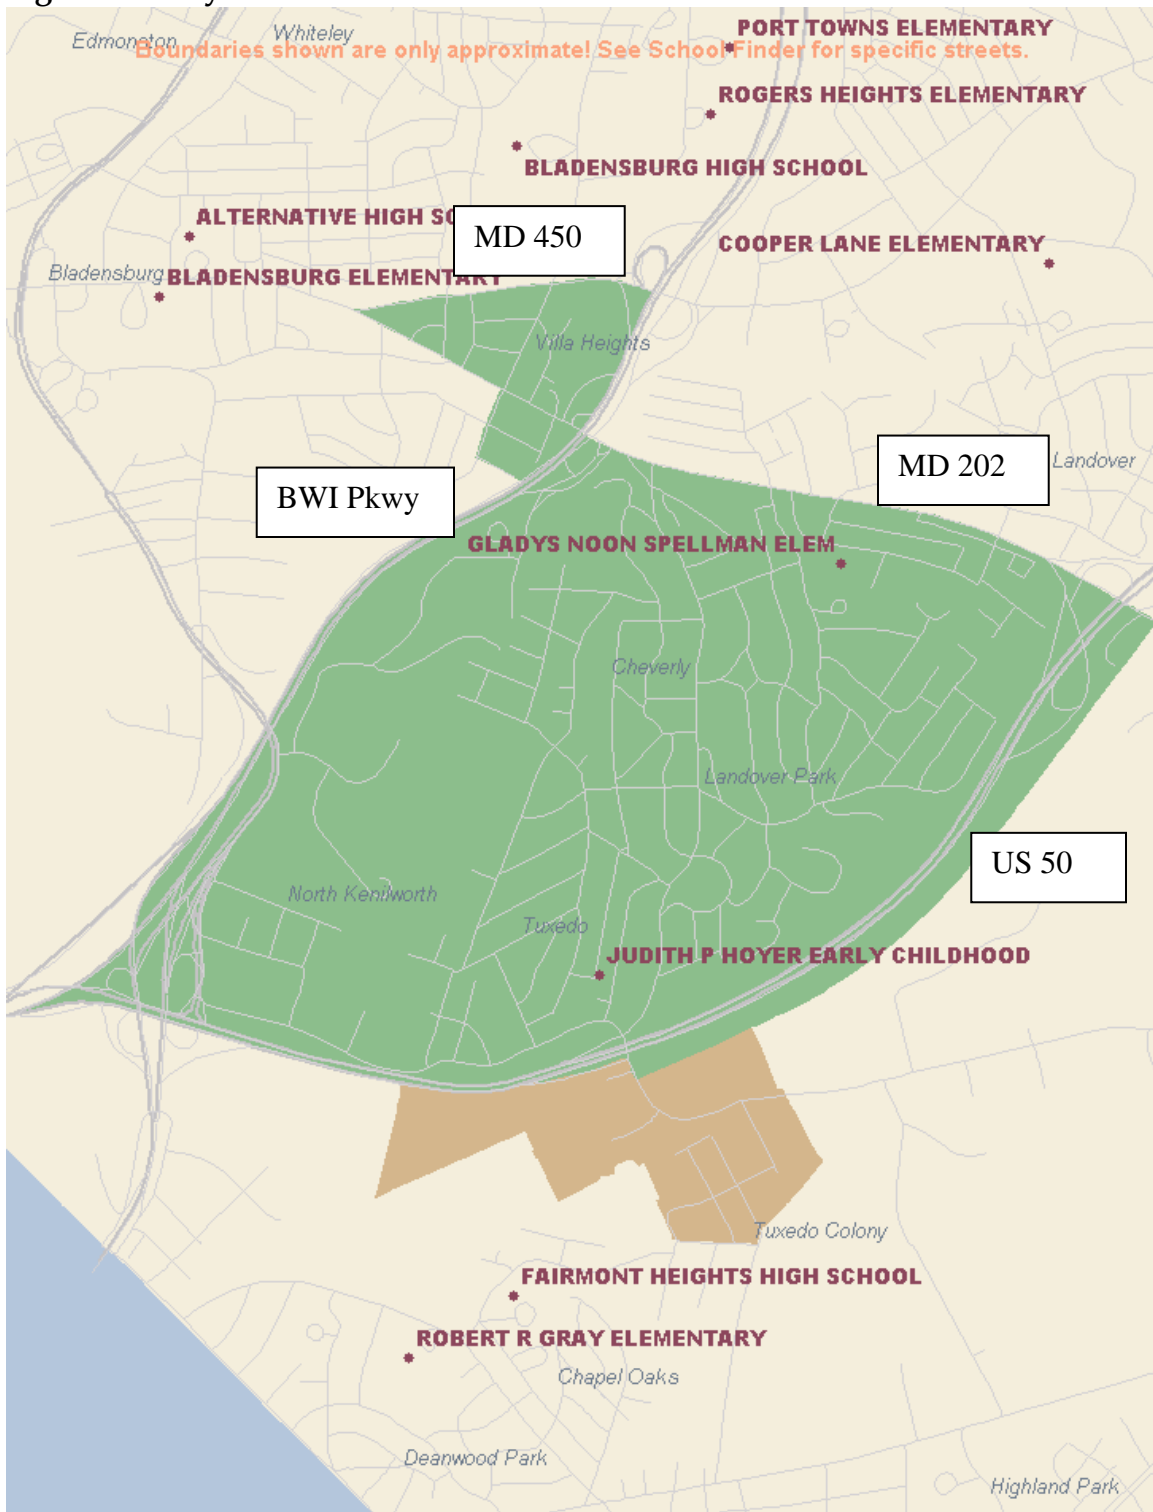 Edmonston
Whiteley
PORT TOWNS ELEMENTARY
Boundaries shown are only approximate! See School Finder for specific streets.
ROGERS HEIGHTS ELEMENTARY
BLADENSBURG HIGH SCHOOL
ALTERNATIVE HIGH SC
MD 450
COOPER LANE ELEMENTARY
Bladensburg
BLADENSBURG ELEMENTARY
Villa Heights
MD 202
Landover
BWI Pkwy
GLADYS NOON SPELLMAN ELEM
Cheverly
Landover Park
US 50
North Kenilworth
Tuxedo
JUDITH P HOYER EARLY CHILDHOOD
Tuxedo Colony
FAIRMONT HEIGHTS HIGH SCHOOL
ROBERT R GRAY ELEMENTARY
Chapel Oaks
Deanwood Park
Highland Park